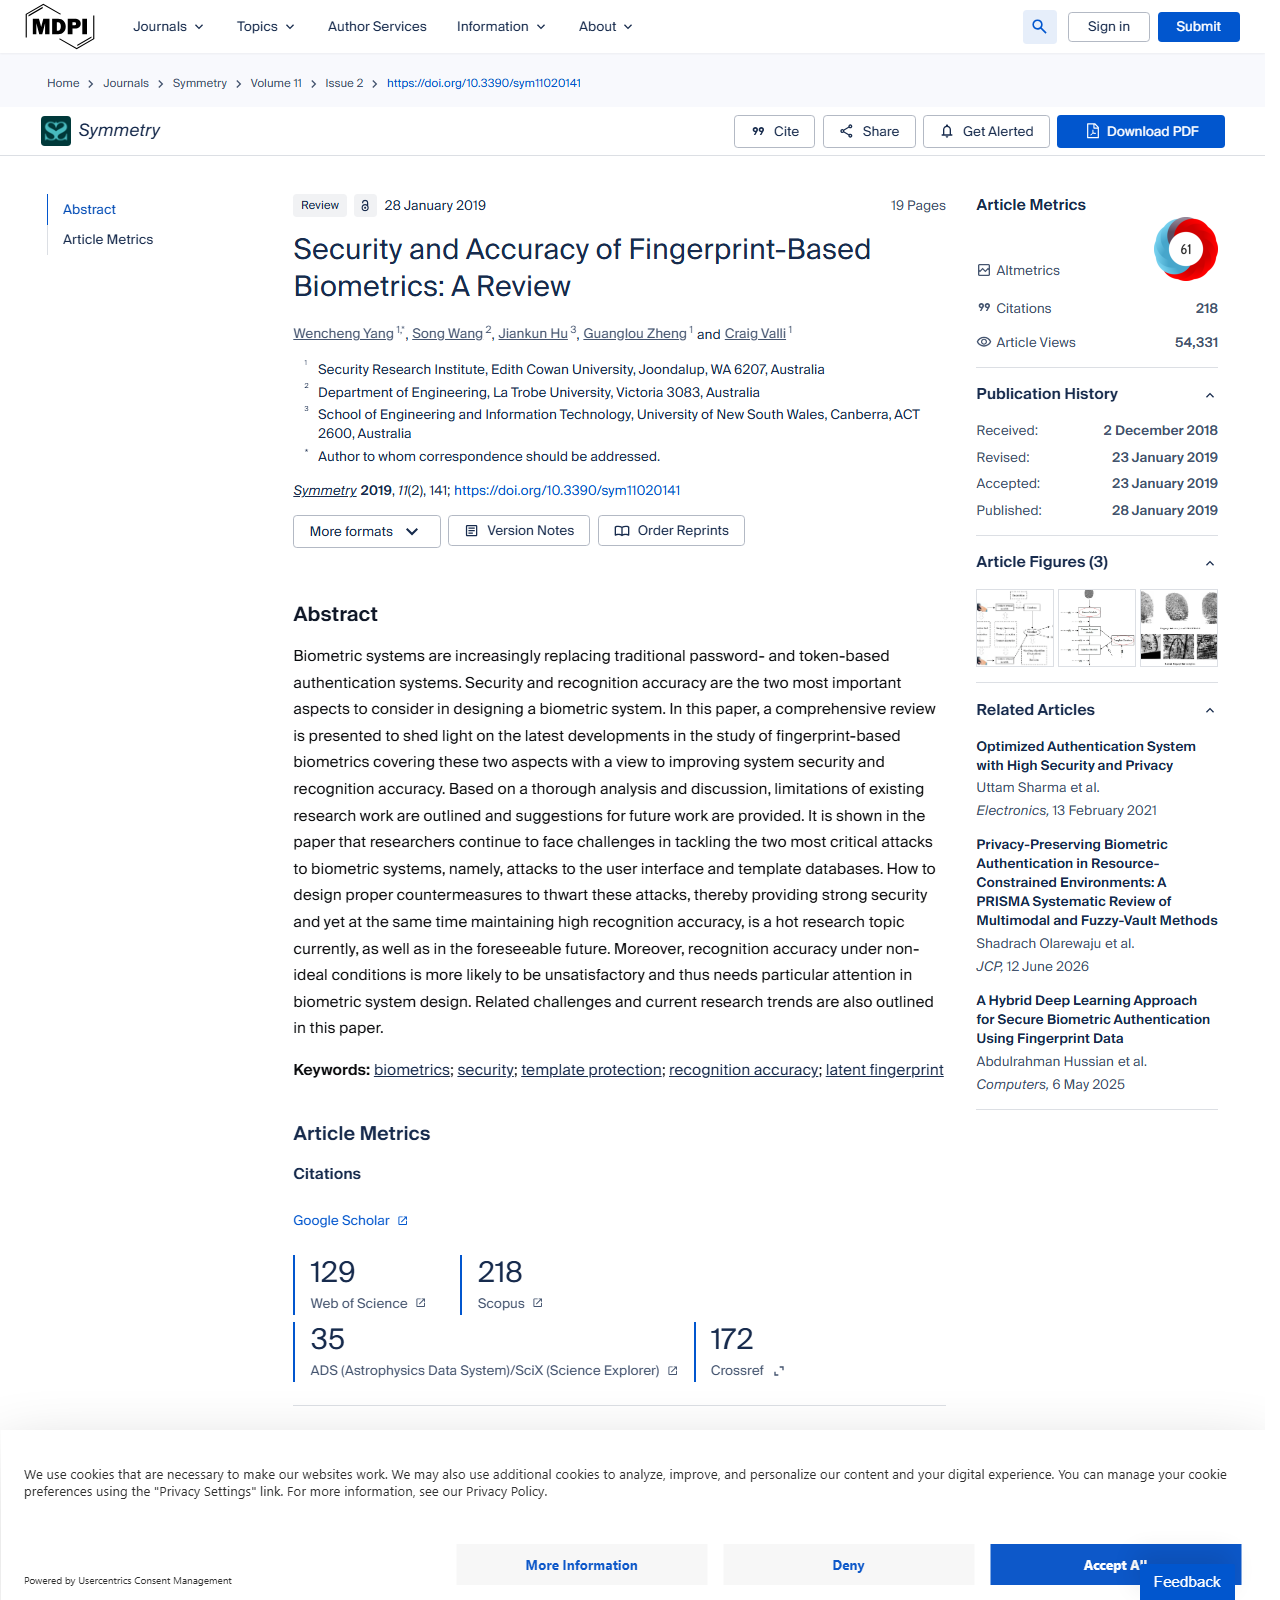 MDPI
Journals
Topics
Author Services
Information
About
Sign in
Submit
Home > Journals > Symmetry > Volume 11 > Issue 2 > https://doi.org/10.3390/sym11020141
Symmetry
Cite
Share
Get Alerted
Download PDF
Abstract
Article Metrics
Review
28 January 2019
19 Pages
Security and Accuracy of Fingerprint-Based
Biometrics: A Review
Wencheng Yang 1,*, Song Wang 2, Jiankun Hu 3, Guanglou Zheng 1 and Craig Valli 1
1 Security Research Institute, Edith Cowan University, Joondalup, WA 6207, Australia
2 Department of Engineering, La Trobe University, Victoria 3083, Australia
3 School of Engineering and Information Technology, University of New South Wales, Canberra, ACT
2600, Australia
* Author to whom correspondence should be addressed.
Symmetry 2019, 11(2), 141; https://doi.org/10.3390/sym11020141
More formats
Version Notes
Order Reprints
Abstract
Biometric systems are increasingly replacing traditional password- and token-based
authentication systems. Security and recognition accuracy are the two most important
aspects to consider in designing a biometric system. In this paper, a comprehensive review
is presented to shed light on the latest developments in the study of fingerprint-based
biometrics covering these two aspects with a view to improving system security and
recognition accuracy. Based on a thorough analysis and discussion, limitations of existing
research work are outlined and suggestions for future work are provided. It is shown in the
paper that researchers continue to face challenges in tackling the two most critical attacks
to biometric systems, namely, attacks to the user interface and template databases. How to
design proper countermeasures to thwart these attacks, thereby providing strong security
and yet at the same time maintaining high recognition accuracy, is a hot research topic
currently, as well as in the foreseeable future. Moreover, recognition accuracy under non-
ideal conditions is more likely to be unsatisfactory and thus needs particular attention in
biometric system design. Related challenges and current research trends are also outlined
in this paper.
Keywords: biometrics; security; template protection; recognition accuracy; latent fingerprint
Article Metrics
Citations
Google Scholar
129
Web of Science
218
Scopus
35
ADS (Astrophysics Data System)/SciX (Science Explorer)
172
Crossref
Article Metrics
61
Altmetrics
Citations 218
Article Views 54,331
Publication History
Received: 2 December 2018
Revised: 23 January 2019
Accepted: 23 January 2019
Published: 28 January 2019
Article Figures (3)
Related Articles
Optimized Authentication System
with High Security and Privacy
Uttam Sharma et al.
Electronics, 13 February 2021
Privacy-Preserving Biometric
Authentication in Resource-
Constrained Environments: A
PRISMA Systematic Review of
Multimodal and Fuzzy-Vault Methods
Shadrach Olarewaju et al.
JCP, 12 June 2026
A Hybrid Deep Learning Approach
for Secure Biometric Authentication
Using Fingerprint Data
Abdulrahman Hussian et al.
Computers, 6 May 2025
We use cookies that are necessary to make our websites work. We may also use additional cookies to analyze, improve, and personalize our content and your digital experience. You can manage your cookie
preferences using the "Privacy Settings" link. For more information, see our Privacy Policy.
More Information
Deny
Accept
Powered by Usercentrics Consent Management
Feedback